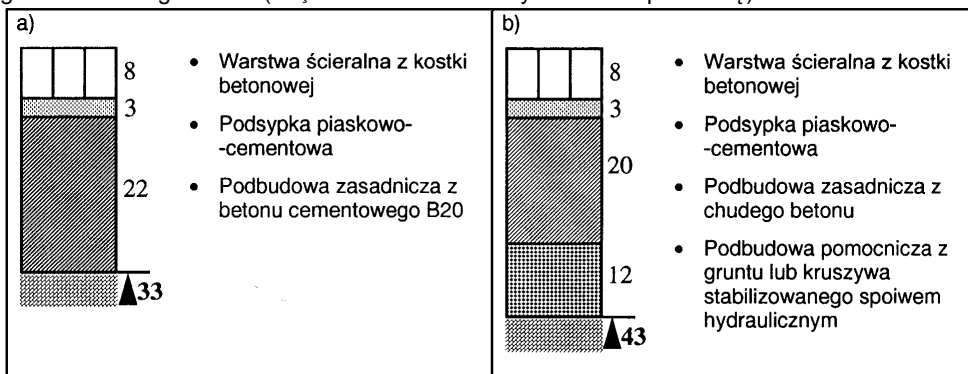 a)
8
3
22
33
• Warstwa ścieralna z kostki
betonowej
• Podsypka piaskowo-
-cementowa
• Podbudowa zasadnicza z
betonu cementowego B20
b)
8
3
20
12
43
• Warstwa ścieralna z kostki
betonowej
• Podsypka piaskowo-
-cementowa
• Podbudowa zasadnicza z
chudego betonu
• Podbudowa pomocnicza z
gruntu lub kruszywa
stabilizowanego spoiwem
hydraulicznym